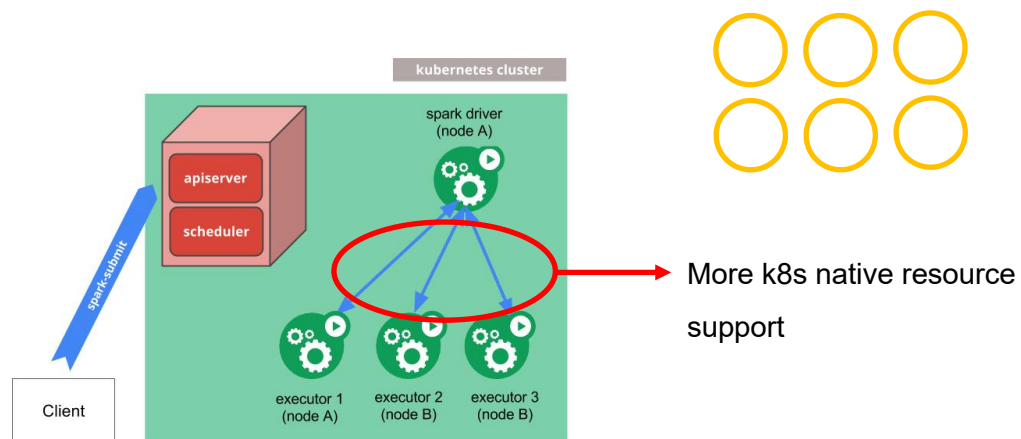 kubernetes cluster
spark driver
(node A)
apiserver
scheduler
spark-submit
More k8s native resource
support
executor 1
(node A)
executor 2
(node B)
executor 3
(node B)
Client